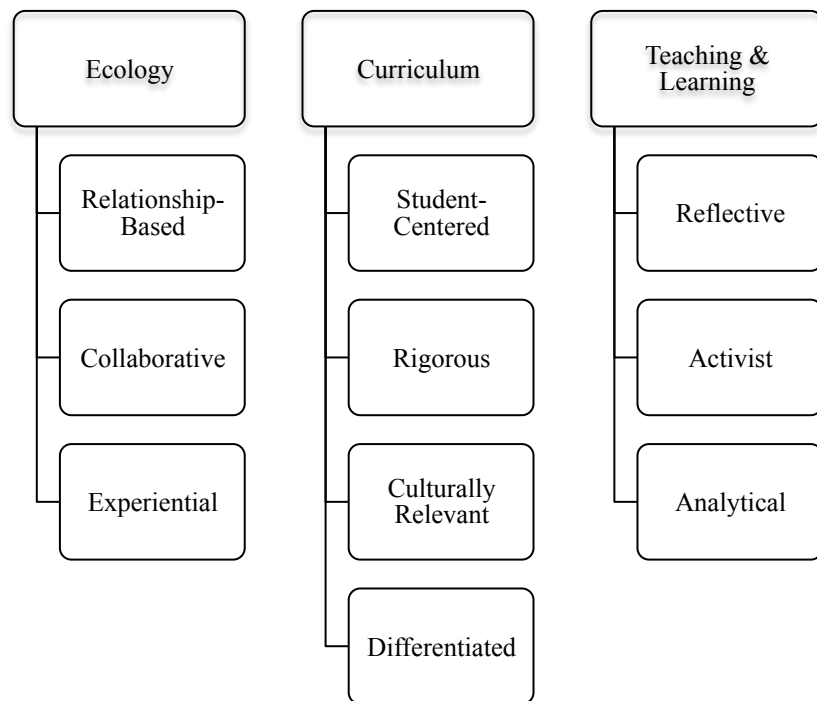 Ecology
Relationship-
Based
Collaborative
Experiential
Curriculum
Student-
Centered
Rigorous
Culturally
Relevant
Differentiated
Teaching &
Learning
Reflective
Activist
Analytical